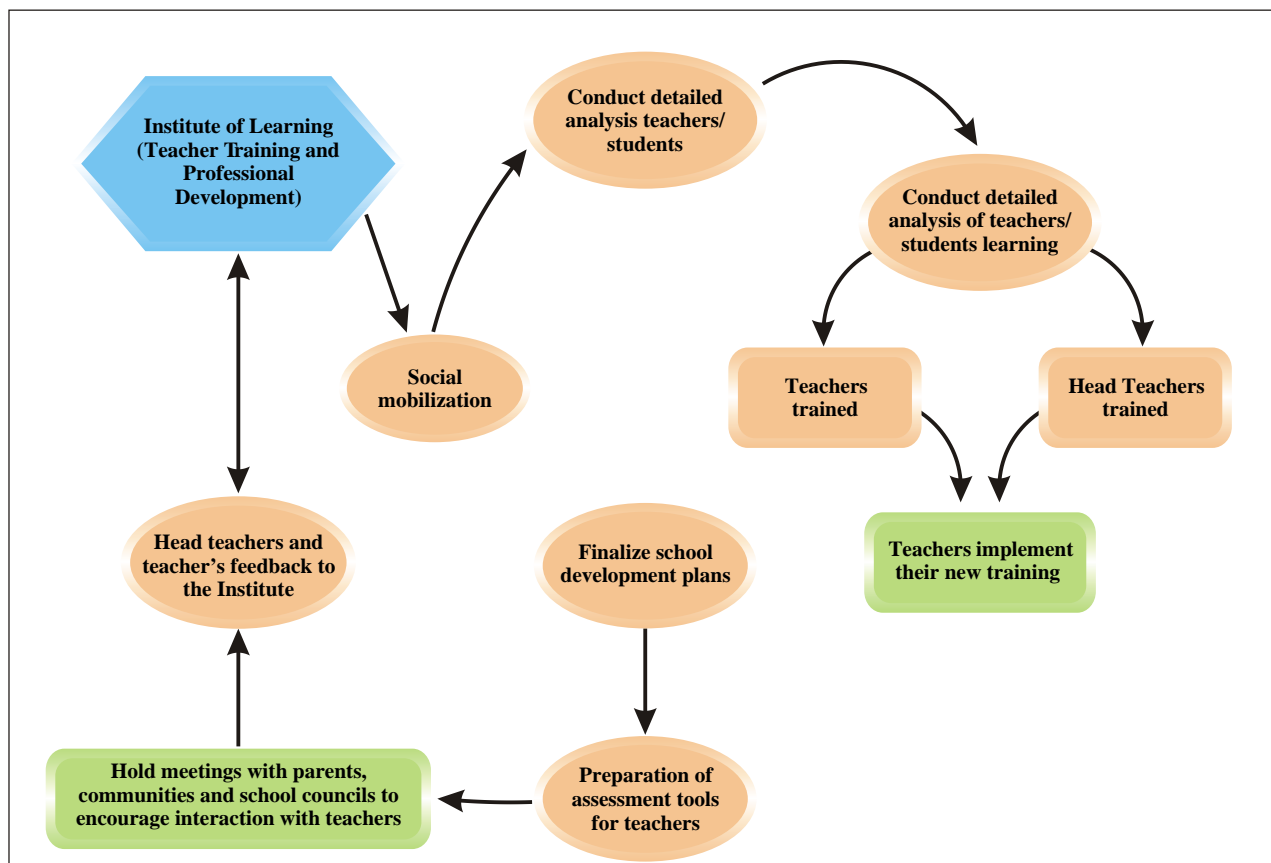 Institute of Learning
(Teacher Training and
Professional
Development)
Conduct detailed
analysis teachers/
students
Conduct detailed
analysis of teachers/
students learning
Social
mobilization
Teachers
trained
Head Teachers
trained
Head teachers and
teacher’s feedback to
the Institute
Finalize school
development plans
Teachers implement
their new training
Hold meetings with parents,
communities and school councils to
encourage interaction with teachers
Preparation of
assessment tools
for teachers